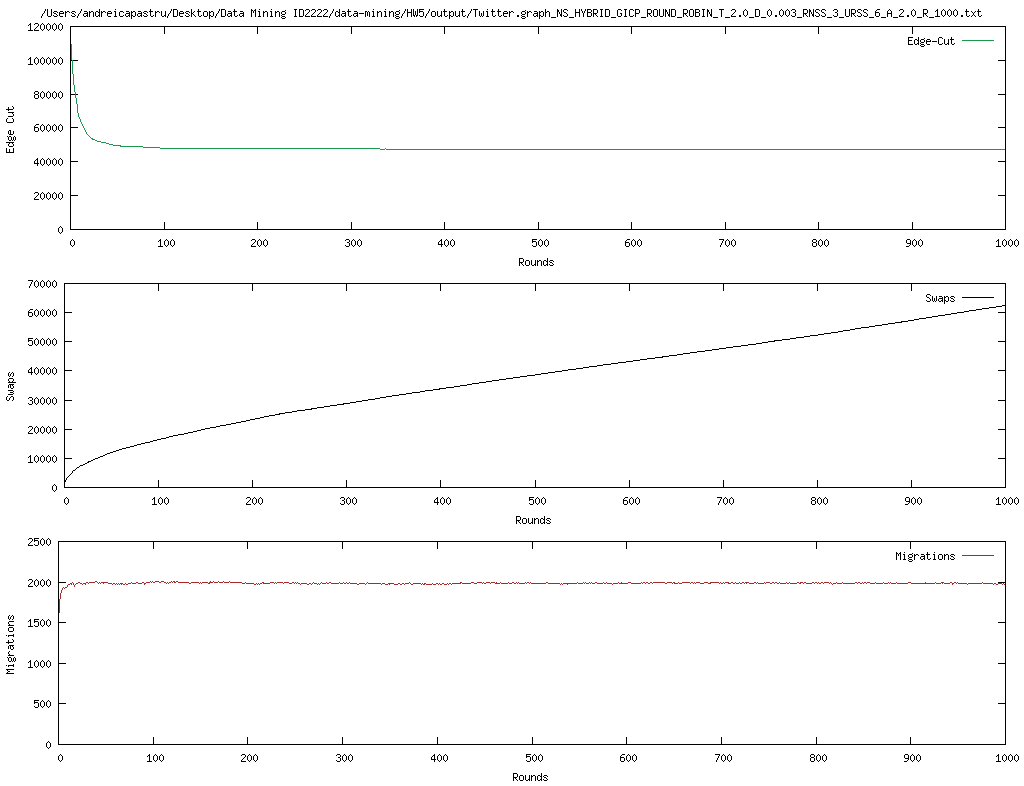 /Users/andreicapastru/Desktop/Data Mining ID2222/data-mining/HW5/output/Twitter.graph_NS_HYBRID_GICP_ROUND_ROBIN_T_2.0_D_0.003_RNSS_3_URSS_6_A_2.0_R_1000.txt
120000
Edge-Cut
100000
80000
60000
40000
20000
0
Edge Cut
0 100 200 300 400 500 600 700 800 900 1000
Rounds
70000
Swaps
60000
50000
40000
30000
20000
10000
0
Swaps
0 100 200 300 400 500 600 700 800 900 1000
Rounds
2500
Migrations
2000
1500
1000
500
0
Migrations
0 100 200 300 400 500 600 700 800 900 1000
Rounds